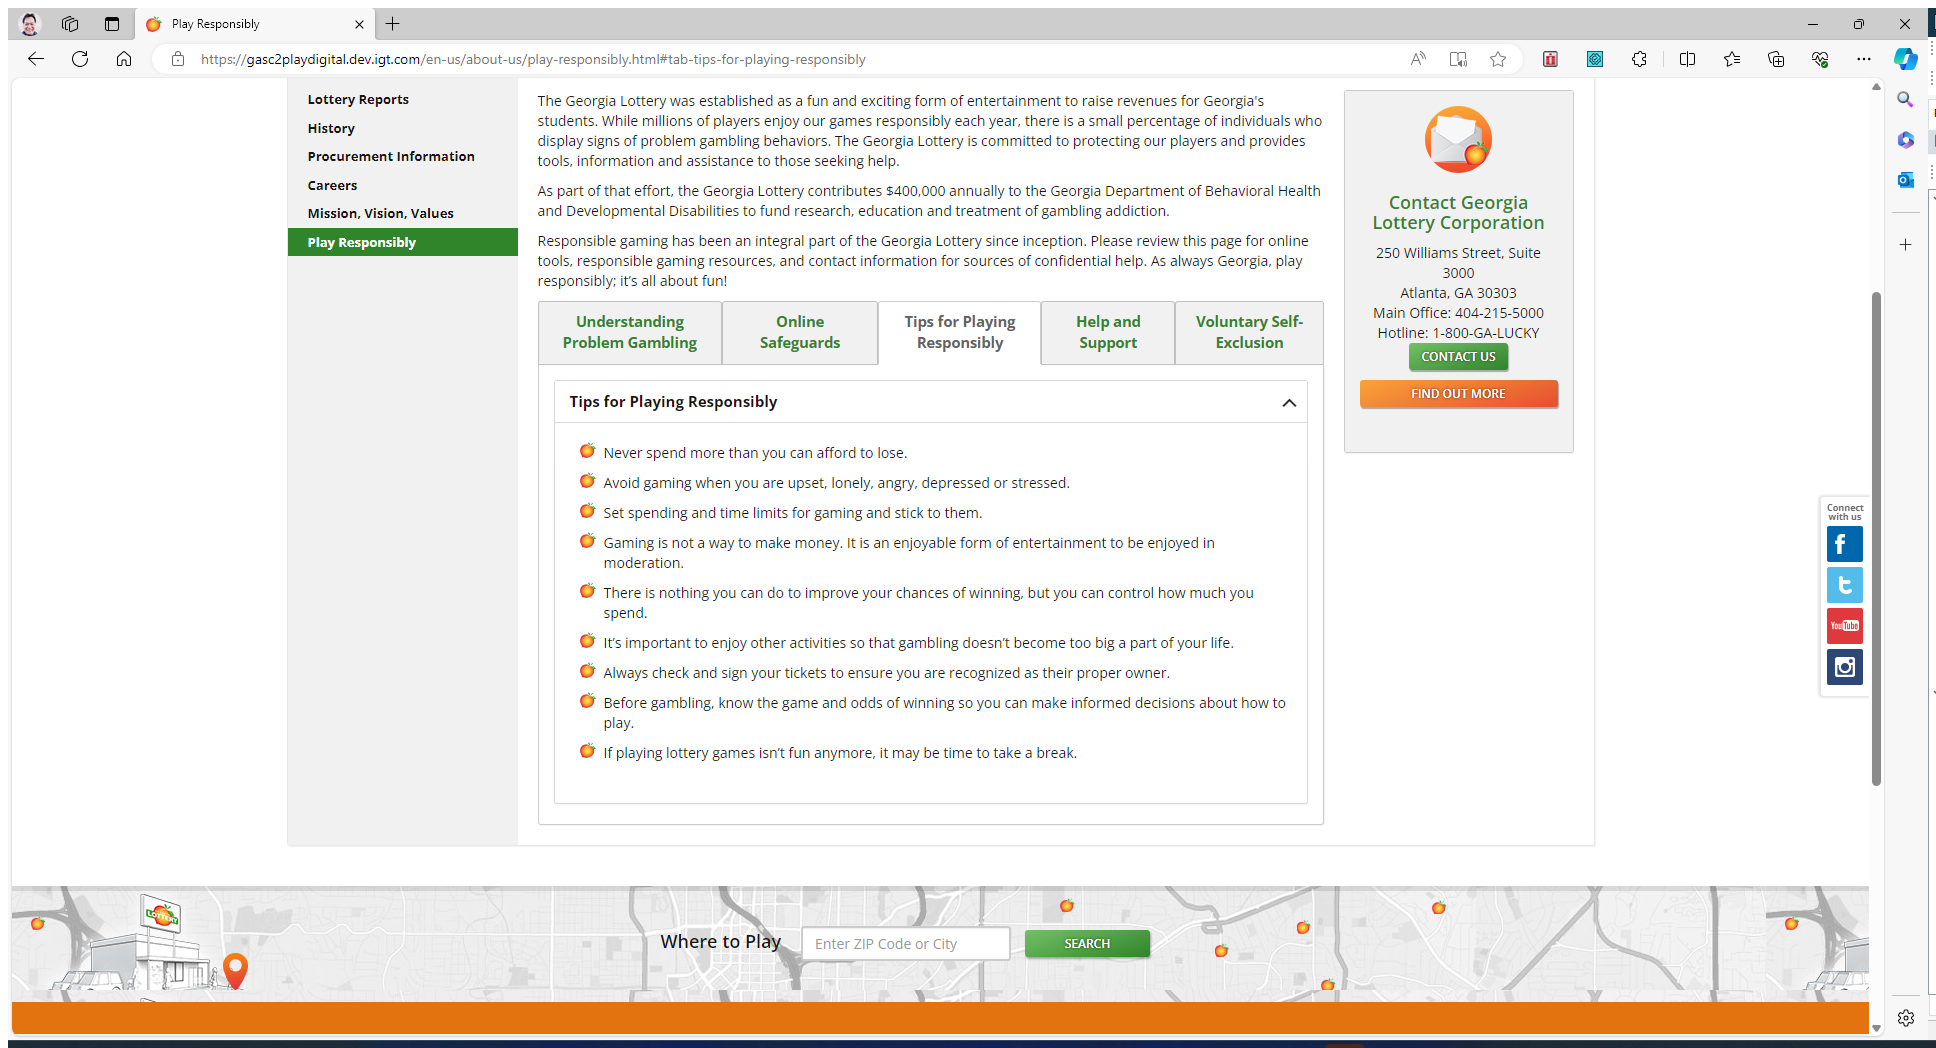 Play Responsibly
https://gasc2playdigital.dev.igt.com/en-us/about-us/play-responsibly.html#tab-tips-for-playing-responsibly
Lottery Reports
History
Procurement Information
Careers
Mission, Vision, Values
Play Responsibly
The Georgia Lottery was established as a fun and exciting form of entertainment to raise revenues for Georgia's
students. While millions of players enjoy our games responsibly each year, there is a small percentage of individuals who
display signs of problem gambling behaviors. The Georgia Lottery is committed to protecting our players and provides
tools, information and assistance to those seeking help.
As part of that effort, the Georgia Lottery contributes $400,000 annually to the Georgia Department of Behavioral Health
and Developmental Disabilities to fund research, education and treatment of gambling addiction.
Responsible gaming has been an integral part of the Georgia Lottery since inception. Please review this page for online
tools, responsible gaming resources, and contact information for sources of confidential help. As always Georgia, play
responsibly; it's all about fun!
Understanding
Problem Gambling
Online
Safeguards
Tips for Playing
Responsibly
Help and
Support
Voluntary Self-
Exclusion
Tips for Playing Responsibly
Never spend more than you can afford to lose.
Avoid gaming when you are upset, lonely, angry, depressed or stressed.
Set spending and time limits for gaming and stick to them.
Gaming is not a way to make money. It is an enjoyable form of entertainment to be enjoyed in
moderation.
There is nothing you can do to improve your chances of winning, but you can control how much you
spend.
It's important to enjoy other activities so that gambling doesn't become too big a part of your life.
Always check and sign your tickets to ensure you are recognized as their proper owner.
Before gambling, know the game and odds of winning so you can make informed decisions about how to
play.
If playing lottery games isn't fun anymore, it may be time to take a break.
Contact Georgia
Lottery Corporation
250 Williams Street, Suite
3000
Atlanta, GA 30303
Main Office: 404-215-5000
Hotline: 1-800-GA-LUCKY
CONTACT US
FIND OUT MORE
Connect
with us
You Tube
LOTTERY
Where to Play
Enter ZIP Code or City
SEARCH